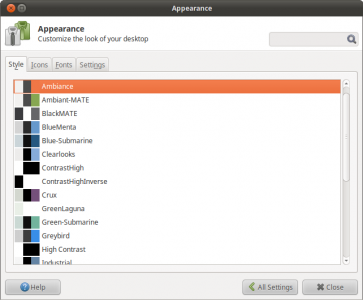 Appearance
Appearance
Customize the look of your desktop
Style Icons Fonts Settings
Ambiance
Ambiant-MATE
BlackMATE
BlueMenta
Blue-Submarine
Clearlooks
ContrastHigh
ContrastHighInverse
Crux
GreenLaguna
Green-Submarine
Greybird
High Contrast
Industrial
Help All Settings Close